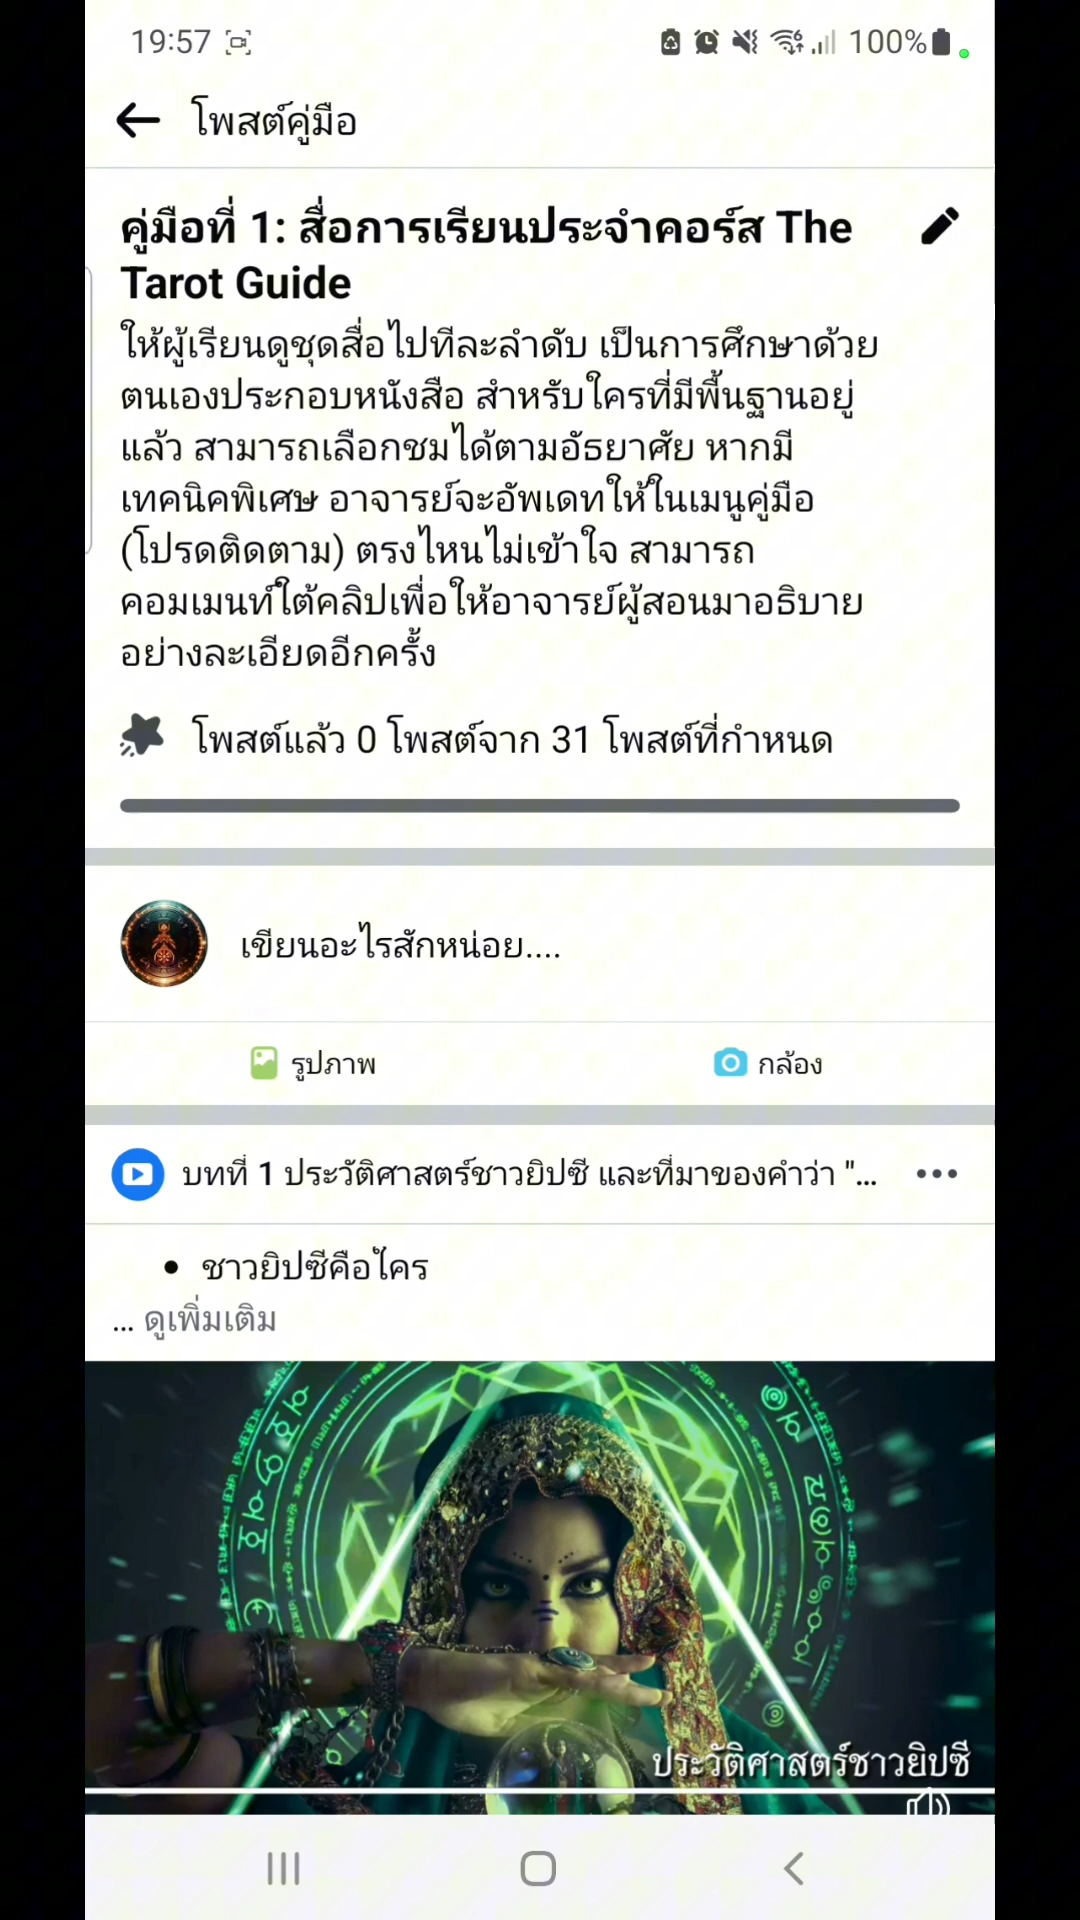 19:57
100%
โพสต์คู่มือ
คู่มือที่ 1: สื่อการเรียนประจำคอร์ส The
Tarot Guide
ให้ผู้เรียนดูชุดสื่อไปทีละลำดับ เป็นการศึกษาด้วย
ตนเองประกอบหนังสือ สำหรับใครที่มีพื้นฐานอยู่
แล้ว สามารถเลือกชมได้ตามอัธยาศัย หากมี
เทคนิคพิเศษ อาจารย์จะอัพเดทให้ในเมนูคู่มือ
(โปรดติดตาม) ตรงไหนไม่เข้าใจ สามารถ
คอมเมนท์ใต้คลิปเพื่อให้อาจารย์ผู้สอนมาอธิบาย
อย่างละเอียดอีกครั้ง
โพสต์แล้ว 0 โพสต์จาก 31 โพสต์ที่กำหนด
เขียนอะไรสักหน่อย....
รูปภาพ
กล้อง
บทที่ 1 ประวัติศาสตร์ชาวยิปซี และที่มาของคำว่า "...
• ชาวยิปซีคือใคร
... ดูเพิ่มเติม
ประวัติศาสตร์ชาวยิปซี